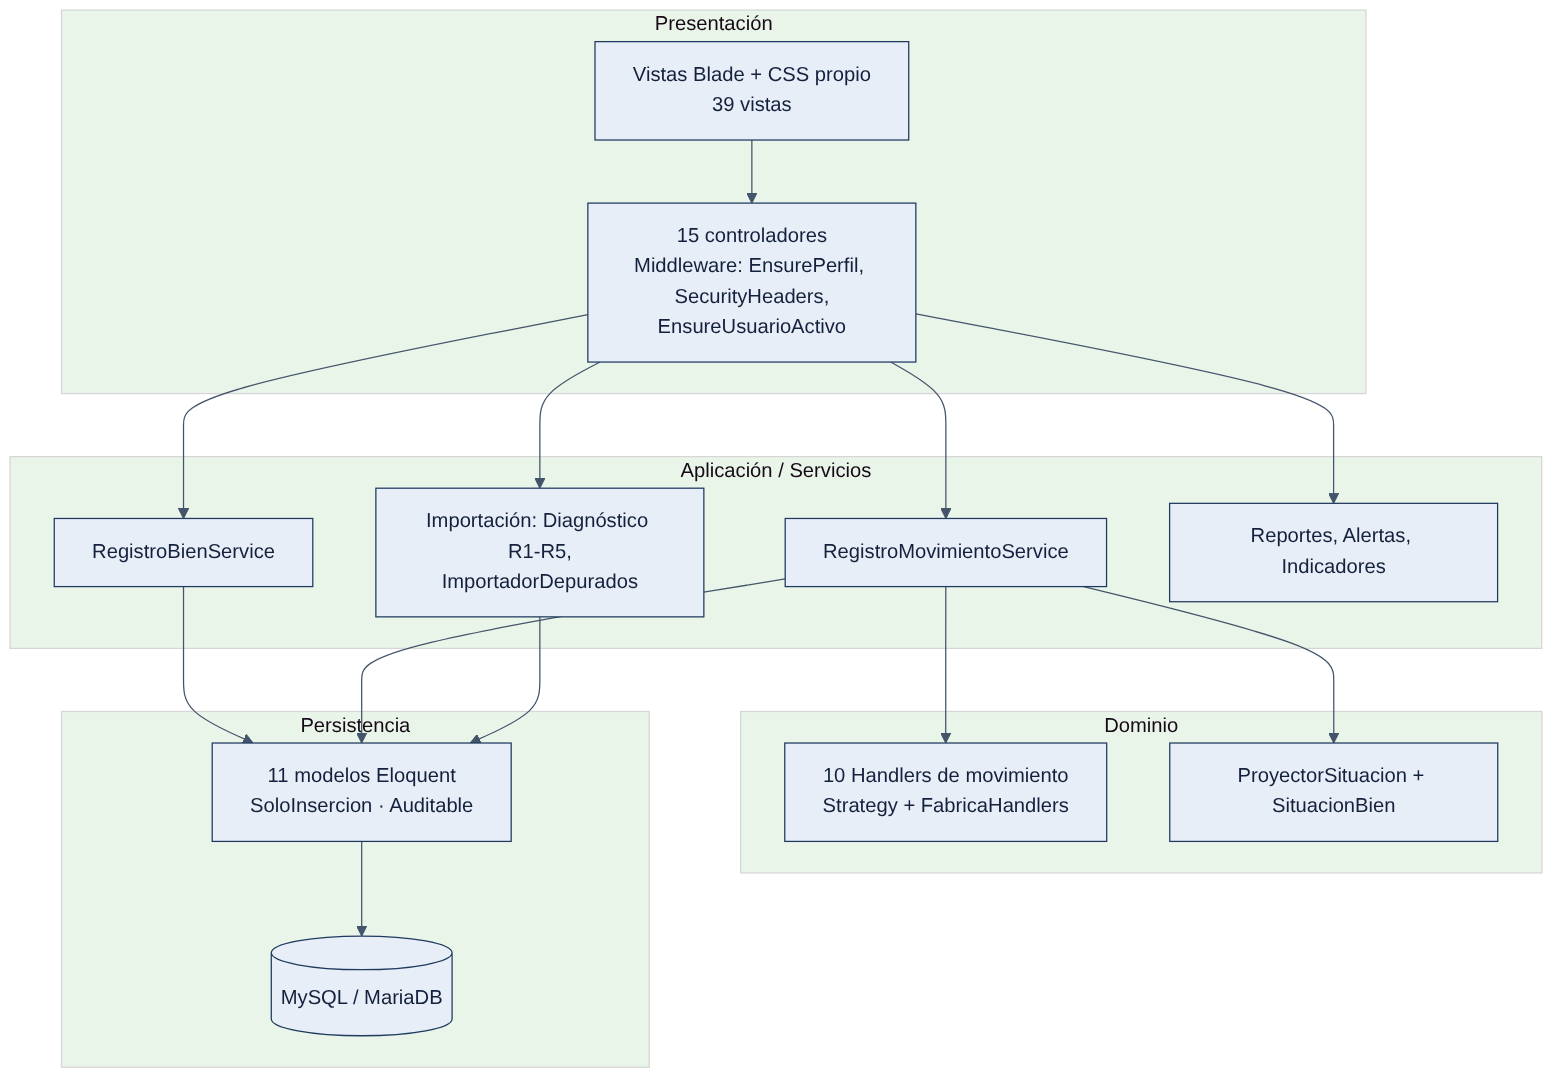 Presentación
Vistas Blade + CSS propio
39 vistas
15 controladores
Middleware: EnsurePerfil,
SecurityHeaders,
EnsureUsuarioActivo
Aplicación / Servicios
RegistroBienService
Importación: Diagnóstico
R1-R5,
ImportadorDepurados
RegistroMovimientoService
Reportes, Alertas,
Indicadores
Persistencia
11 modelos Eloquent
SoloInsercion · Auditable
MySQL / MariaDB
Dominio
10 Handlers de movimiento
Strategy + FabricaHandlers
ProyectorSituacion +
SituacionBien